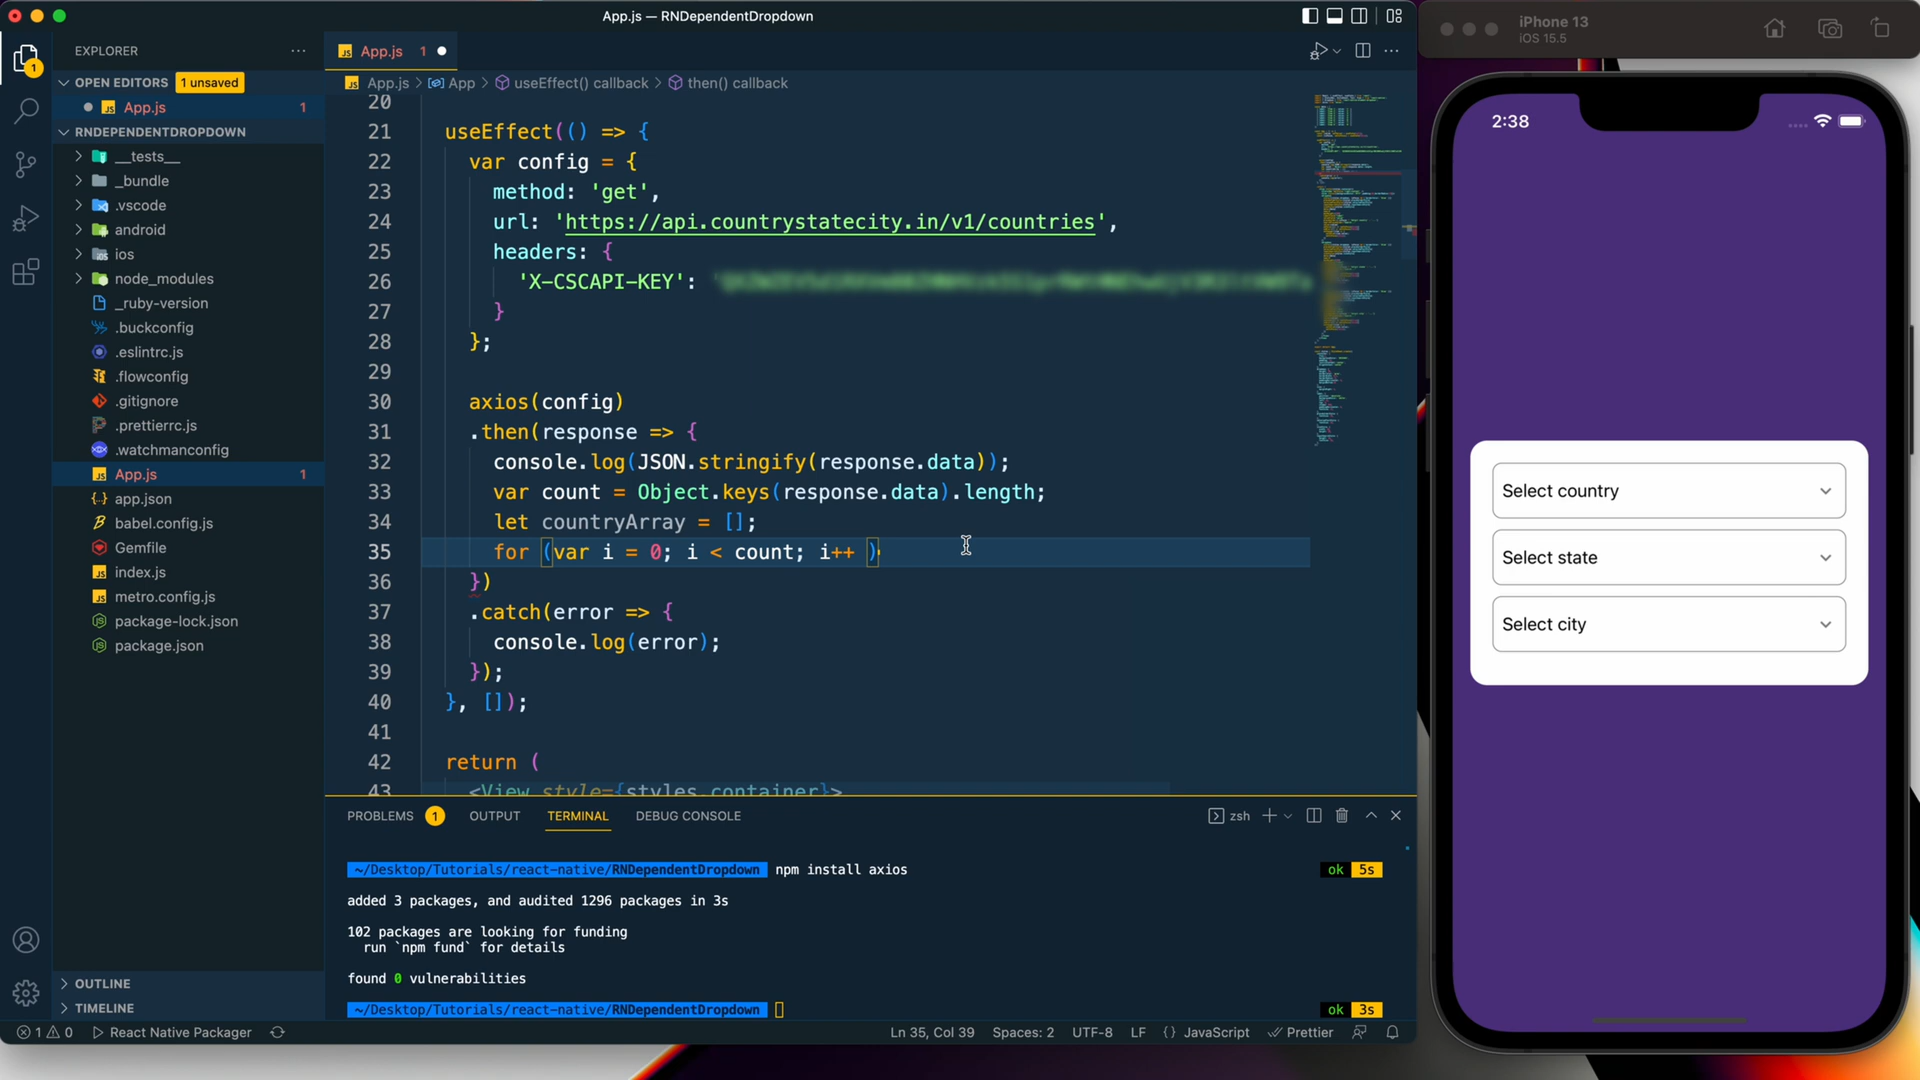 App.js — RNDependentDropdown
EXPLORER
OPEN EDITORS 1 unsaved
App.js 1
RNDEPENDENTDROPDOWN
__tests__
_bundle
.vscode
android
ios
node_modules
_ruby-version
.buckconfig
.eslintrc.js
.flowconfig
.gitignore
.prettierrc.js
.watchmanconfig
App.js 1
app.json
babel.config.js
Gemfile
index.js
metro.config.js
package-lock.json
package.json
OUTLINE
TIMELINE
App.js 1
App.js > App > useEffect() callback > then() callback
20
21 useEffect(() => {
22 var config = {
23 method: 'get',
24 url: 'https://api.countrystatecity.in/v1/countries',
25 headers: {
26 'X-CSCAPI-KEY':
27 }
28 };
29
30 axios(config)
31 .then(response => {
32 console.log(JSON.stringify(response.data));
33 var count = Object.keys(response.data).length;
34 let countryArray = [];
35 for (var i = 0; i < count; i++ )
36 })
37 .catch(error => {
38 console.log(error);
39 });
40 }, []);
41
42 return (
43 <View style={styles.container}>
PROBLEMS 1 OUTPUT TERMINAL DEBUG CONSOLE zsh
~/Desktop/Tutorials/react-native/RNDependentDropdown npm install axios ok 5s
added 3 packages, and audited 1296 packages in 3s
102 packages are looking for funding
run `npm fund` for details
found 0 vulnerabilities
~/Desktop/Tutorials/react-native/RNDependentDropdown ok 3s
1 0 React Native Packager Ln 35, Col 39 Spaces: 2 UTF-8 LF {} JavaScript Prettier
iPhone 13
iOS 15.5
2:38
Select country
Select state
Select city